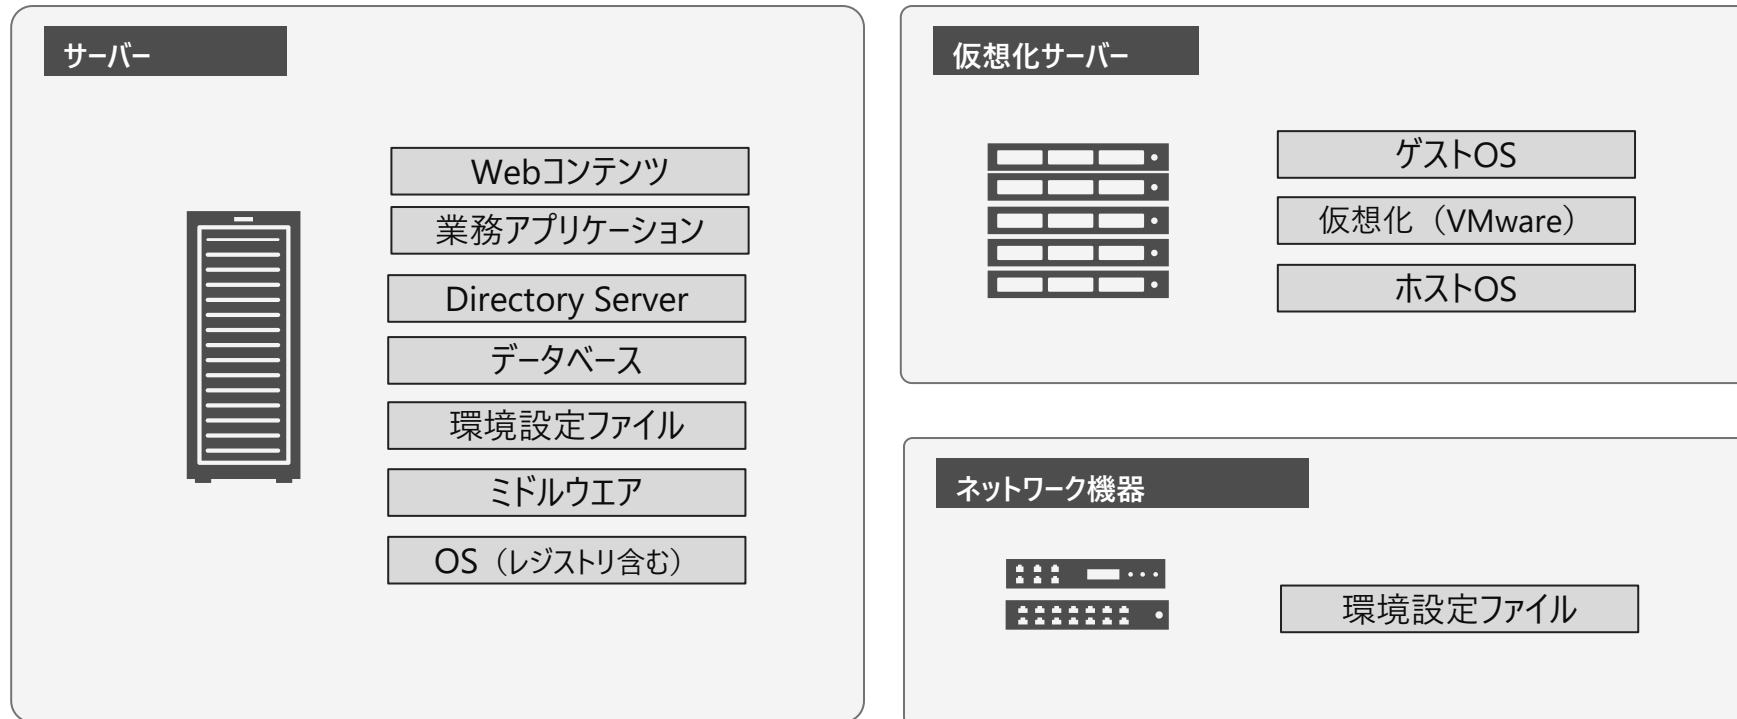 サーバー
Webコンテンツ
業務アプリケーション
Directory Server
データベース
環境設定ファイル
ミドルウエア
OS（レジストリ含む）
仮想化サーバー
ゲストOS
仮想化（VMware）
ホストOS
ネットワーク機器
環境設定ファイル